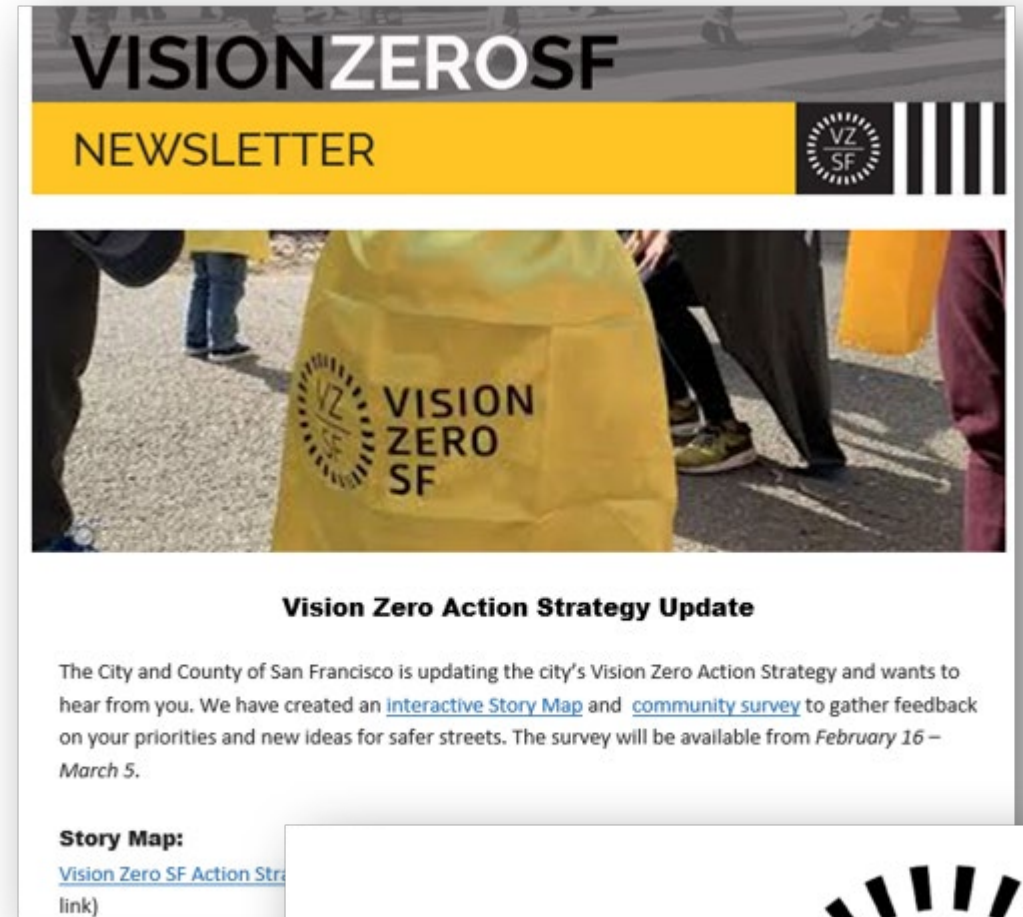 VISIONZEROSF
NEWSLETTER
VZ
SF
VZ
SF
VISION
ZERO
SF
Vision Zero Action Strategy Update
The City and County of San Francisco is updating the city's Vision Zero Action Strategy and wants to
hear from you. We have created an interactive Story Map and community survey to gather feedback
on your priorities and new ideas for safer streets. The survey will be available from February 16 –
March 5.
Story Map:
Vision Zero SF Action Stra
link)